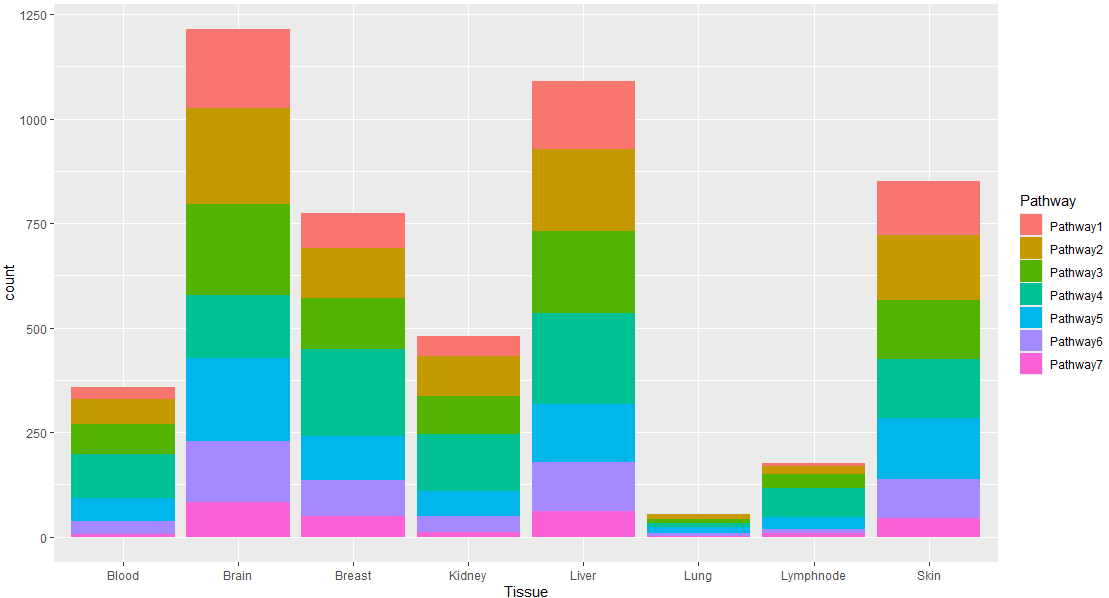 1250
1000
750
500
250
0
count
Blood
Brain
Breast
Kidney
Liver
Lung
Lymphnode
Skin
Tissue
Pathway
Pathway1
Pathway2
Pathway3
Pathway4
Pathway5
Pathway6
Pathway7